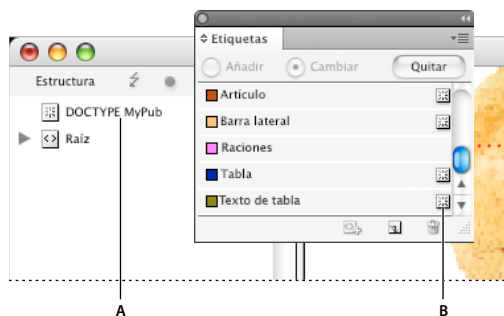 Etiquetas
Añadir
Cambiar
Quitar
Estructura
Artículo
DOCTYPE MyPub
Barra lateral
Raíz
Raciones
Tabla
Texto de tabla
A
B